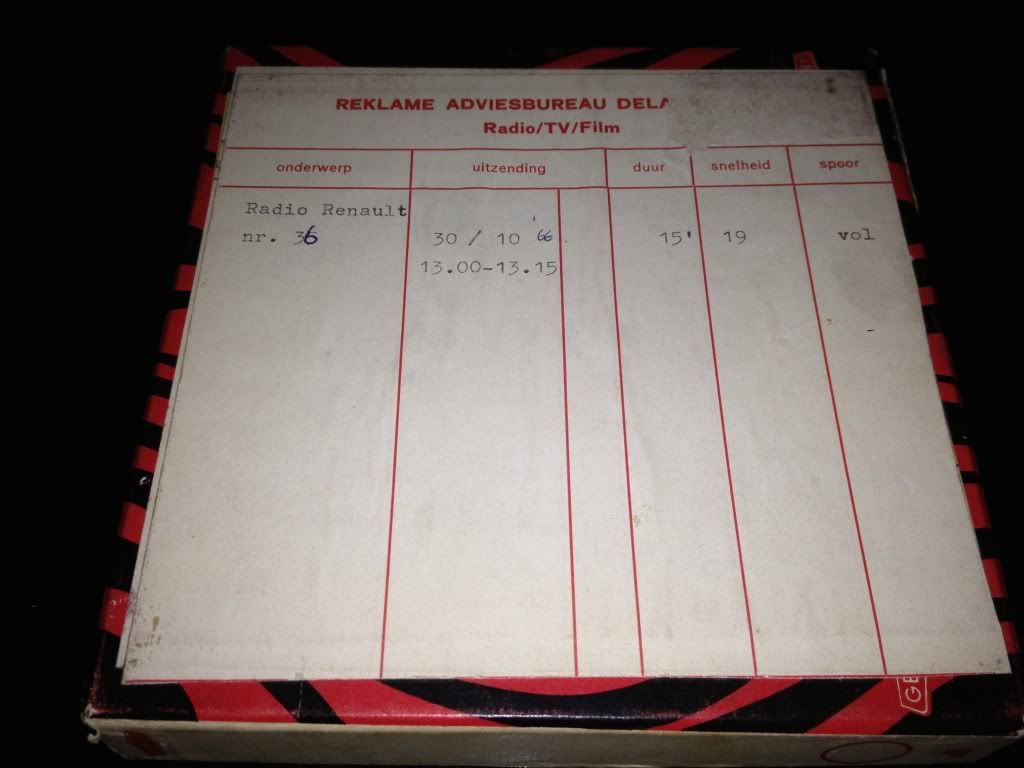 REKLAME ADVIESBUREAU
Radio/TV/Film
onderwerp uitzending duur snelheid spoor
Radio Renault
nr. 36 30 / 10 '66 15' 19 vol
13.00-13.15